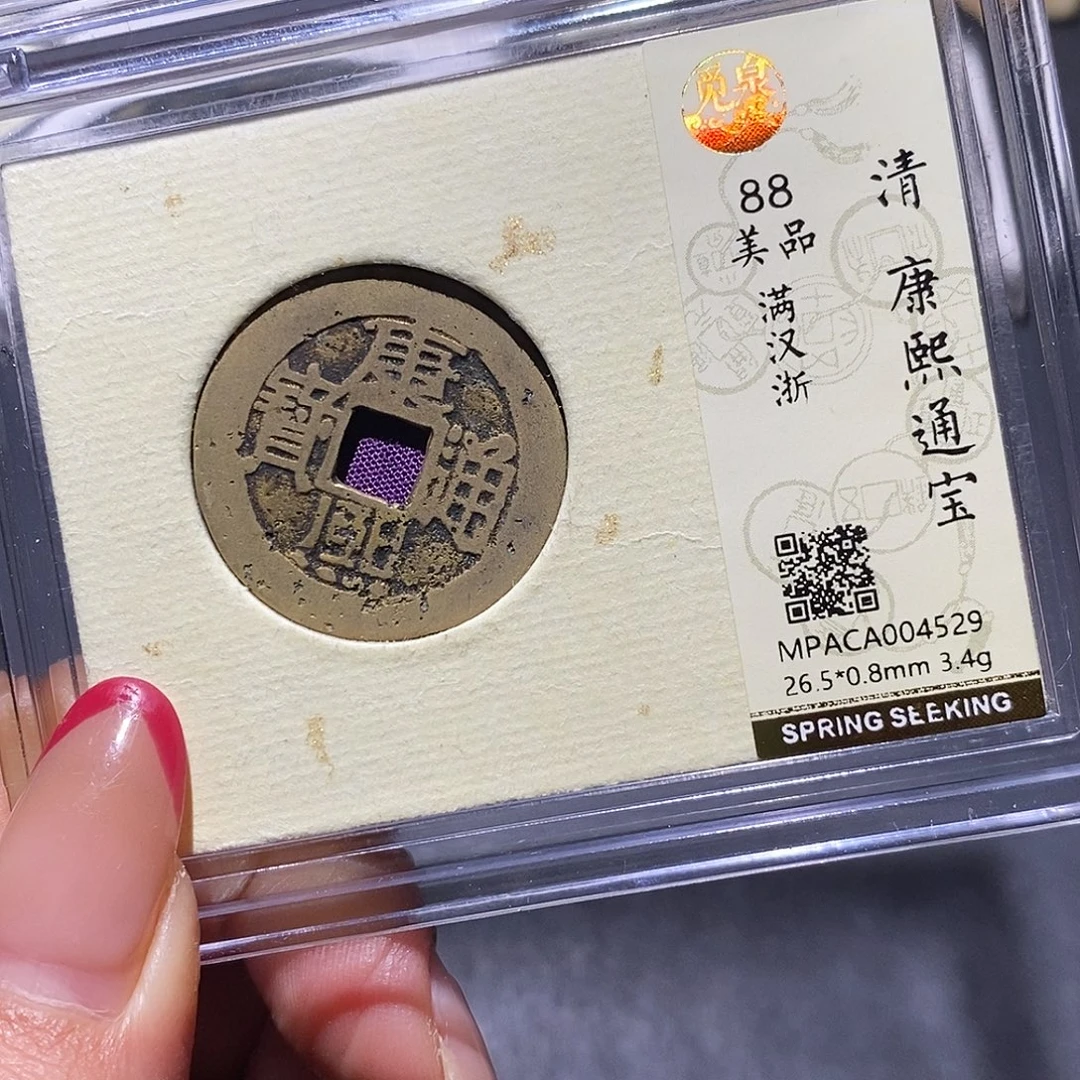 觅泉
清 康熙通宝
88
美品
满汉浙
MPACA004529
26.5*0.8mm 3.4g
SPRING SEEKING
康熙通寶